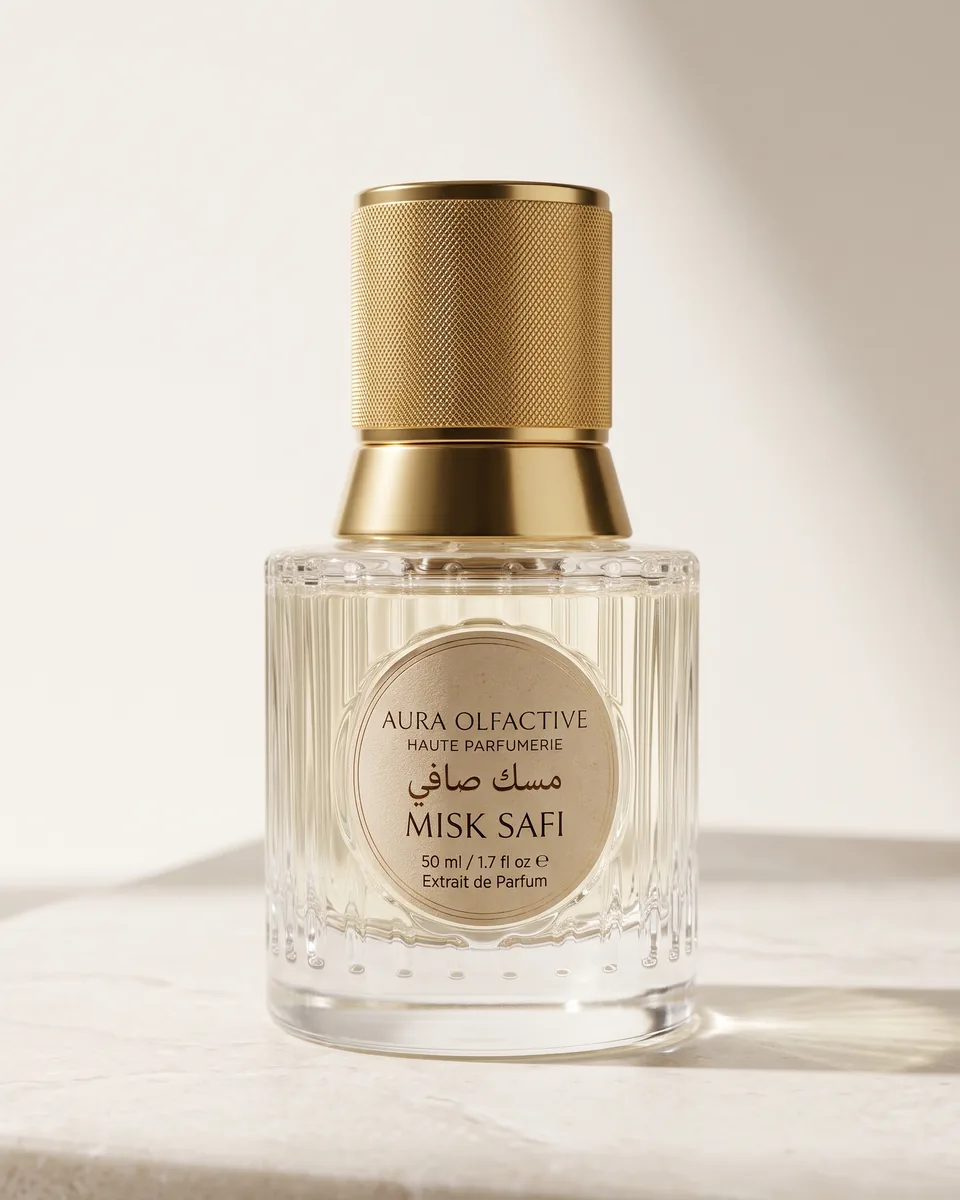 AURA OLFACTIVE
HAUTE PARFUMERIE
مسك صافي
MISK SAFI
50 ml / 1.7 fl oz ℮
Extrait de Parfum